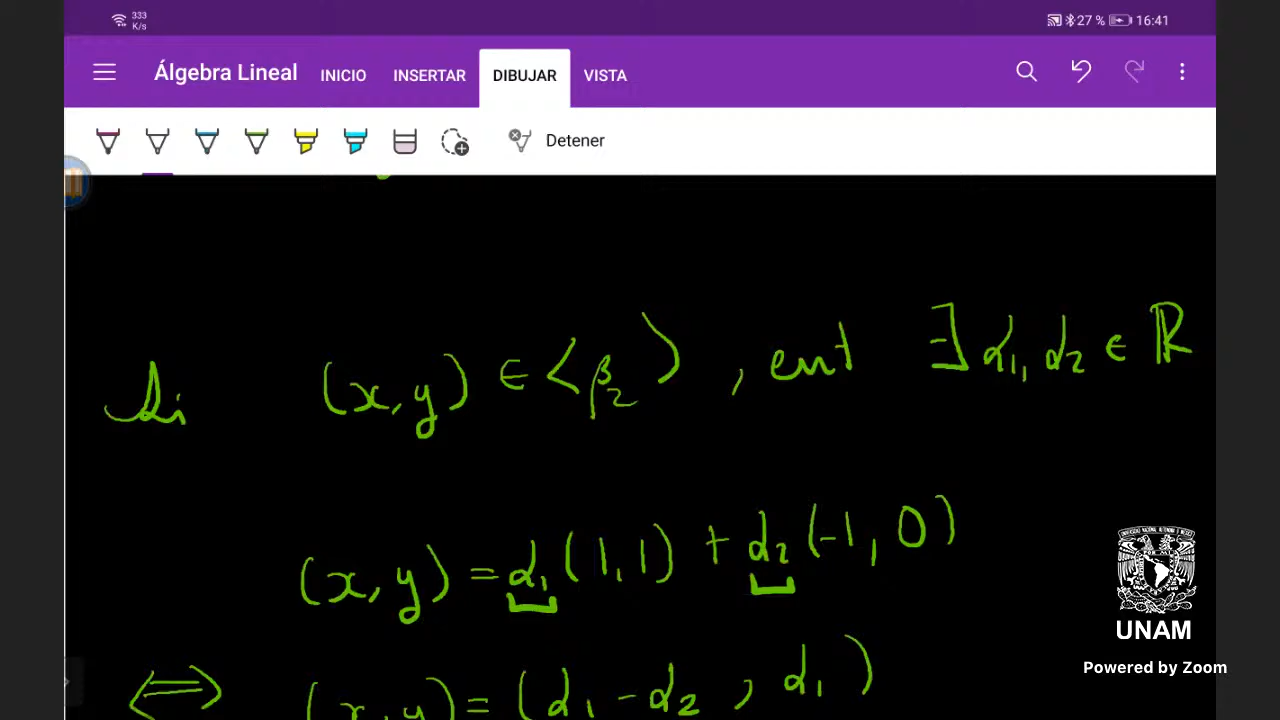 333
K/s
27 % 16:41
Álgebra Lineal INICIO INSERTAR DIBUJAR VISTA
Detener
Si (x,y) ∈ ⟨β₂⟩, ent ∃ α₁, α₂ ∈ ℝ
(x,y) = α₁(1,1) + α₂(-1,0)
⟺ (x,y) = (α₁ - α₂, α₁)
UNAM
Powered by Zoom